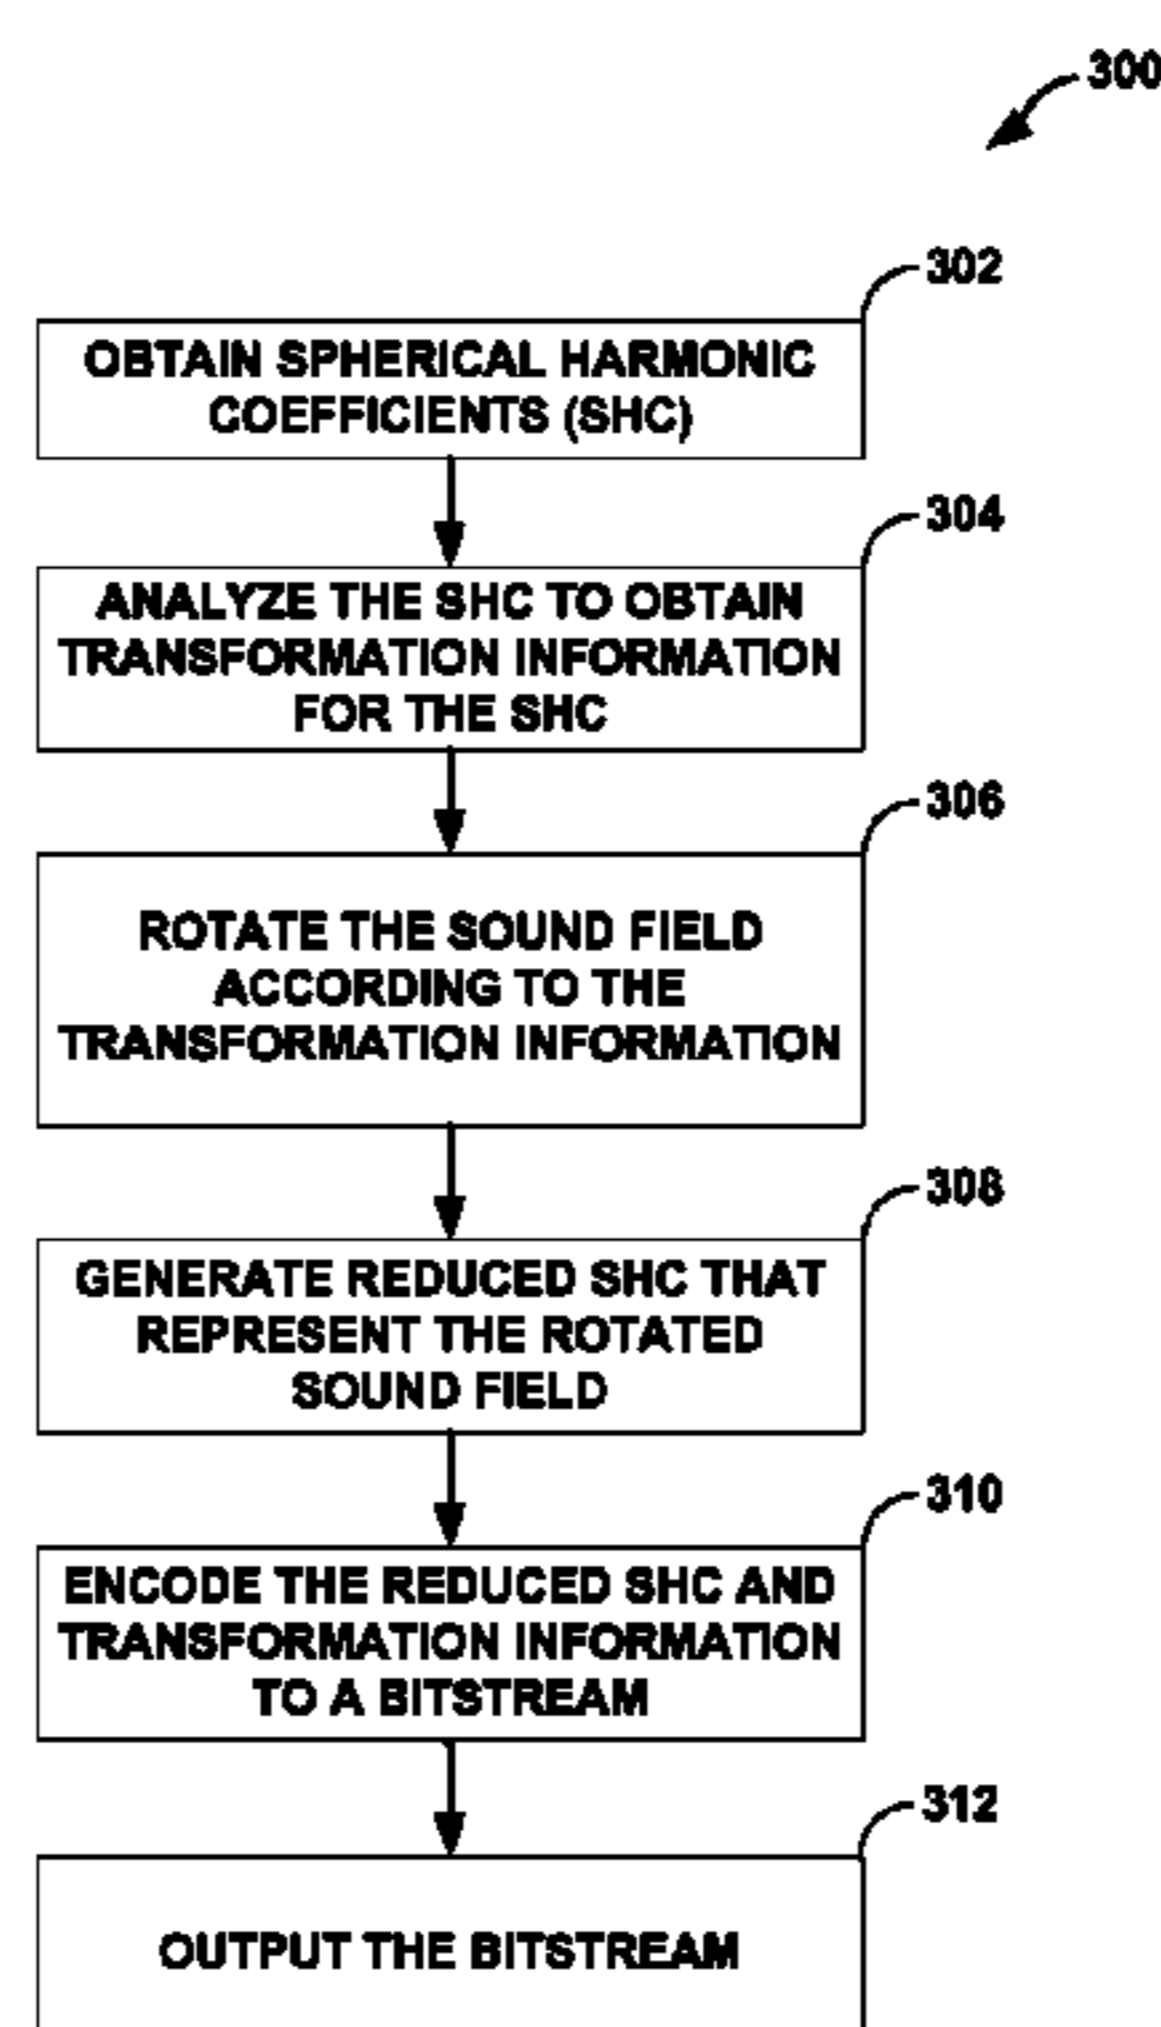 300
302
OBTAIN SPHERICAL HARMONIC
COEFFICIENTS (SHC)
304
ANALYZE THE SHC TO OBTAIN
TRANSFORMATION INFORMATION
FOR THE SHC
306
ROTATE THE SOUND FIELD
ACCORDING TO THE
TRANSFORMATION INFORMATION
308
GENERATE REDUCED SHC THAT
REPRESENT THE ROTATED
SOUND FIELD
310
ENCODE THE REDUCED SHC AND
TRANSFORMATION INFORMATION
TO A BITSTREAM
312
OUTPUT THE BITSTREAM